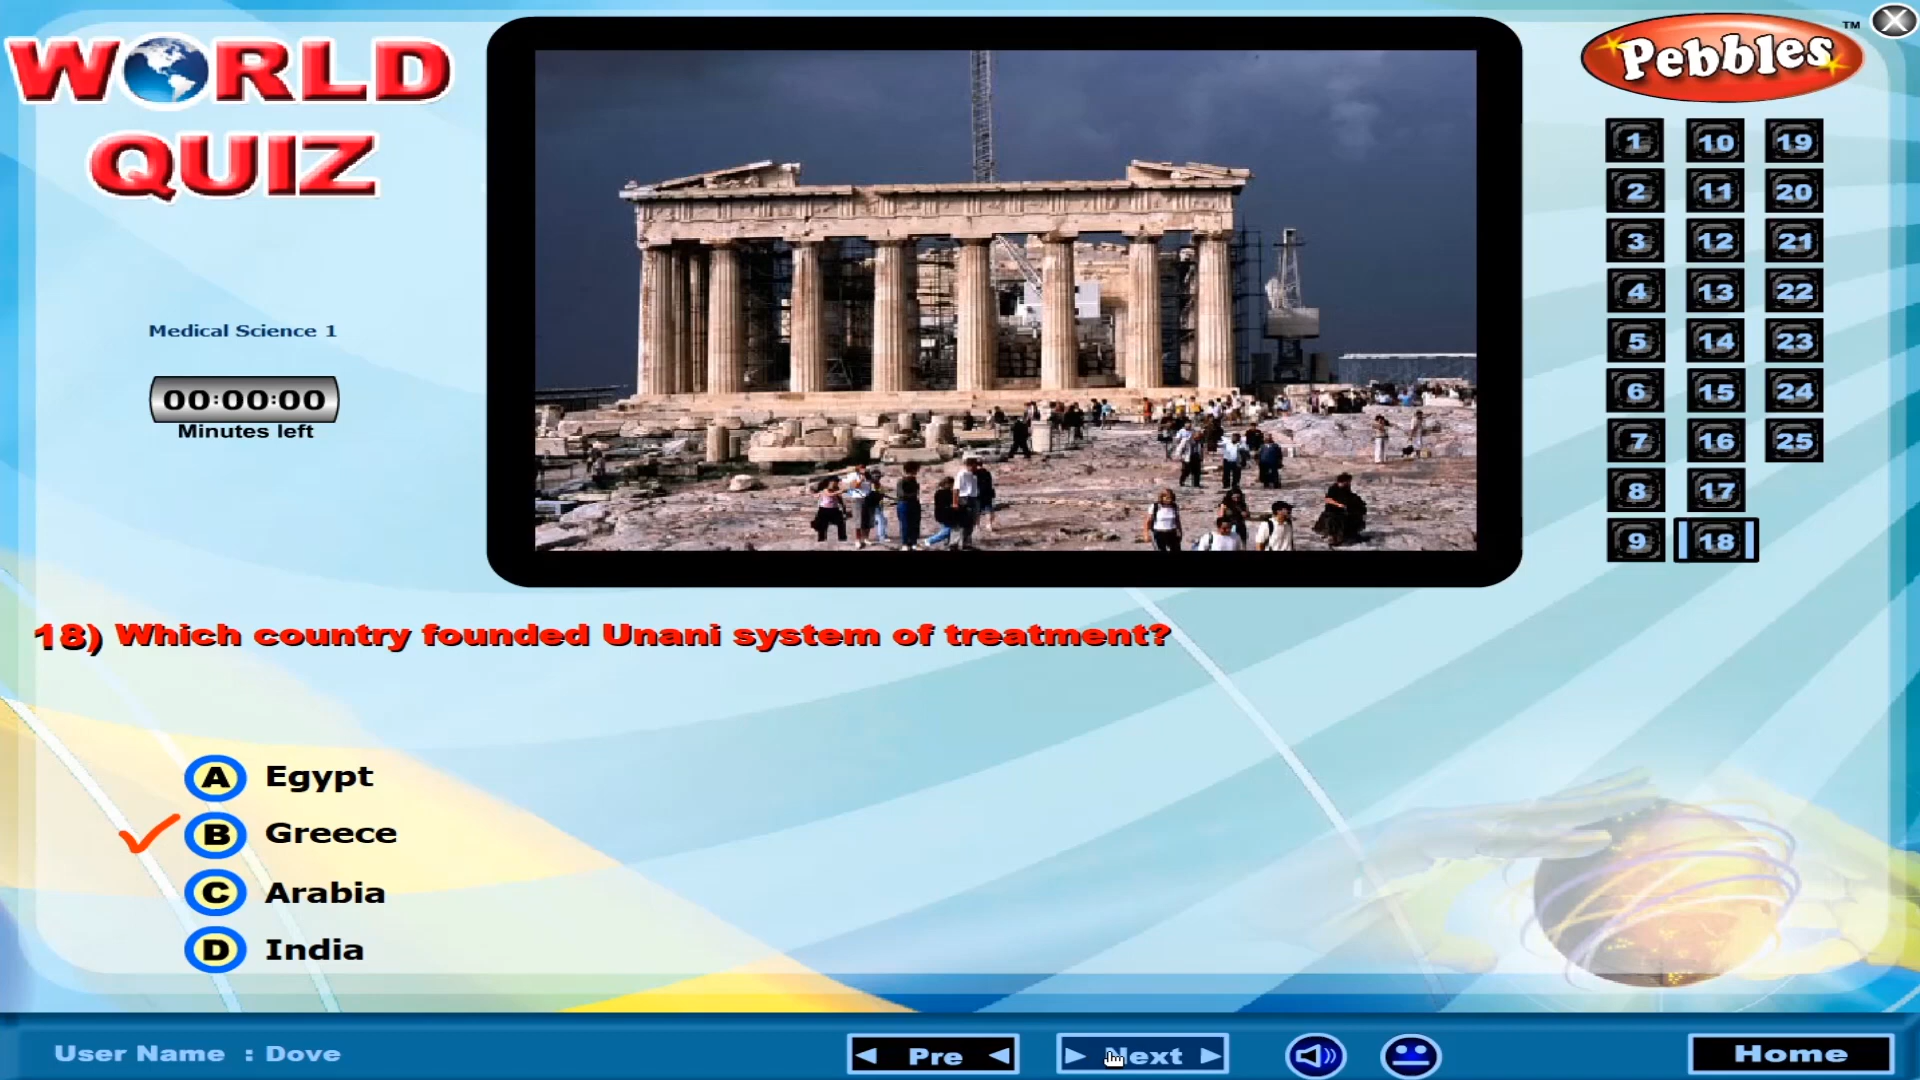 WORLD
QUIZ
Pebbles™
Medical Science 1
00:00:00
Minutes left
1 10 19
2 11 20
3 12 21
4 13 22
5 14 23
6 15 24
7 16 25
8 17
9 18
18) Which country founded Unani system of treatment?
A Egypt
B Greece
C Arabia
D India
User Name : Dove
Pre
Next
Home